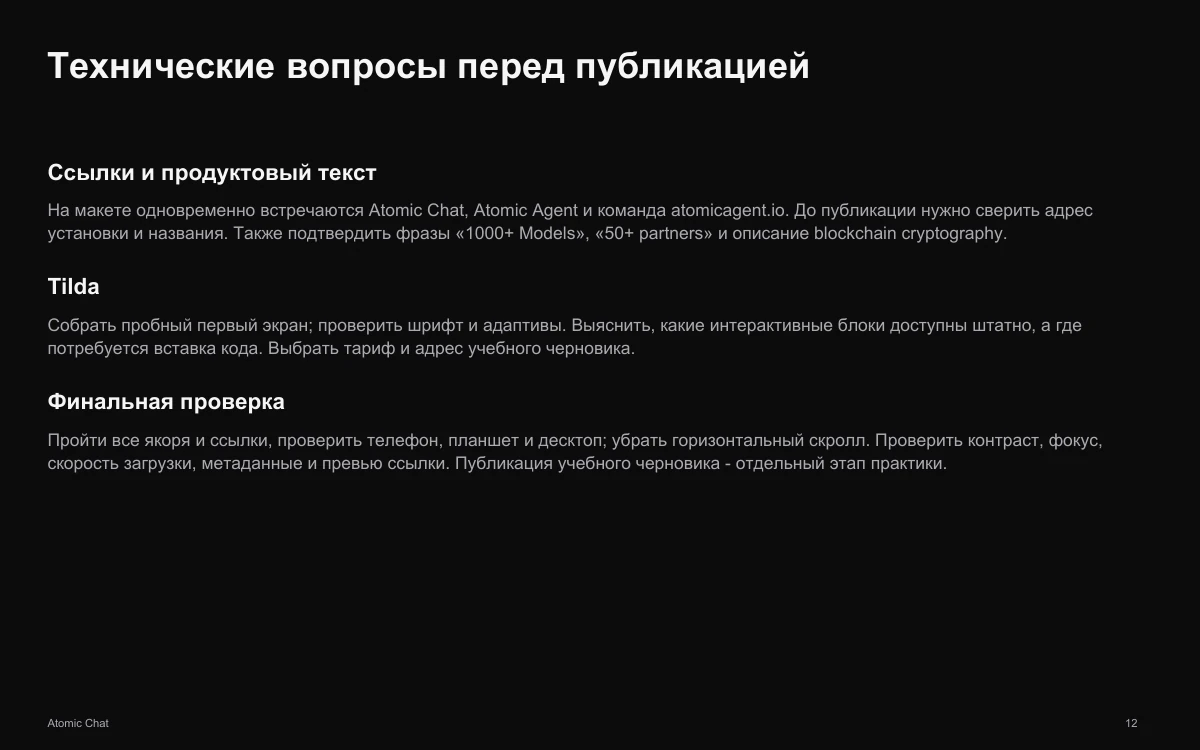 Технические вопросы перед публикацией
Ссылки и продуктовый текст
На макете одновременно встречаются Atomic Chat, Atomic Agent и команда atomicagent.io. До публикации нужно сверить адрес
установки и названия. Также подтвердить фразы «1000+ Models», «50+ partners» и описание blockchain cryptography.
Tilda
Собрать пробный первый экран; проверить шрифт и адаптивы. Выяснить, какие интерактивные блоки доступны штатно, а где
потребуется вставка кода. Выбрать тариф и адрес учебного черновика.
Финальная проверка
Пройти все якоря и ссылки, проверить телефон, планшет и десктоп; убрать горизонтальный скролл. Проверить контраст, фокус,
скорость загрузки, метаданные и превью ссылки. Публикация учебного черновика - отдельный этап практики.
Atomic Chat
12